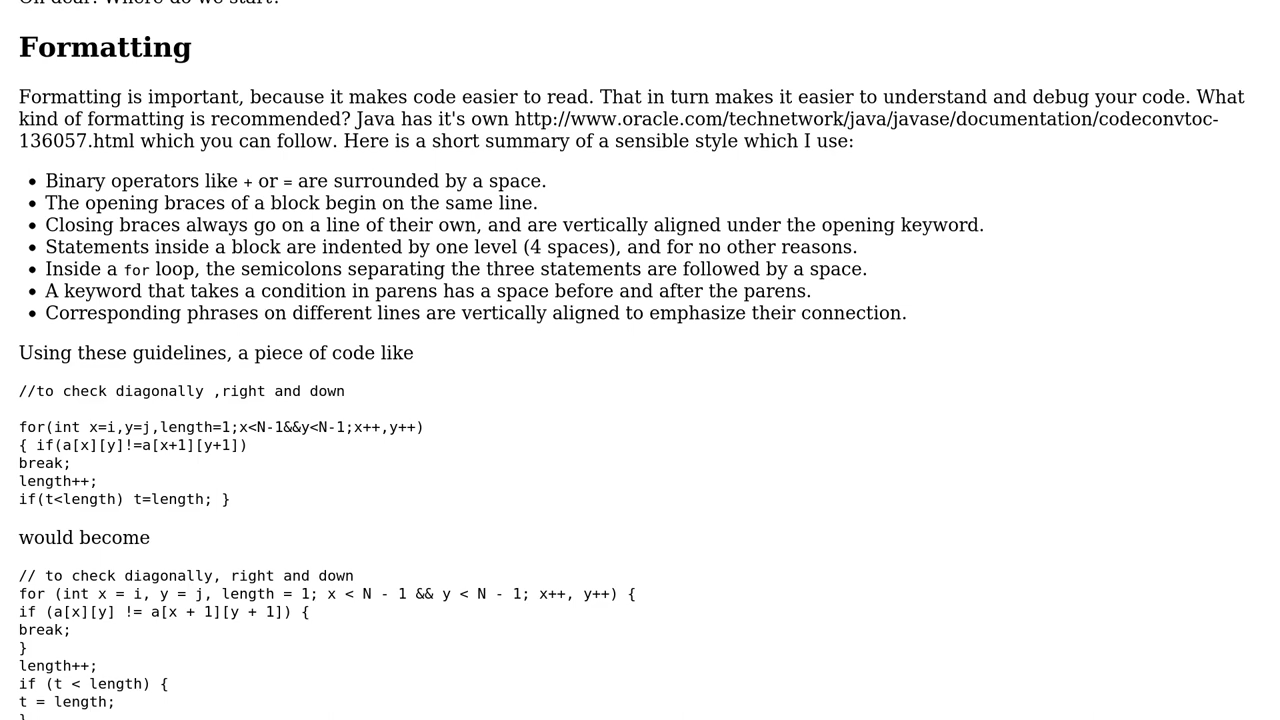 Oh dear! Where do we start?
Formatting
Formatting is important, because it makes code easier to read. That in turn makes it easier to understand and debug your code. What
kind of formatting is recommended? Java has it's own http://www.oracle.com/technetwork/java/javase/documentation/codeconvtoc-
136057.html which you can follow. Here is a short summary of a sensible style which I use:
• Binary operators like + or = are surrounded by a space.
• The opening braces of a block begin on the same line.
• Closing braces always go on a line of their own, and are vertically aligned under the opening keyword.
• Statements inside a block are indented by one level (4 spaces), and for no other reasons.
• Inside a for loop, the semicolons separating the three statements are followed by a space.
• A keyword that takes a condition in parens has a space before and after the parens.
• Corresponding phrases on different lines are vertically aligned to emphasize their connection.
Using these guidelines, a piece of code like
//to check diagonally ,right and down
for(int x=i,y=j,length=1;x<N-1&&y<N-1;x++,y++)
{ if(a[x][y]!=a[x+1][y+1])
break;
length++;
if(t<length) t=length; }
would become
// to check diagonally, right and down
for (int x = i, y = j, length = 1; x < N - 1 && y < N - 1; x++, y++) {
if (a[x][y] != a[x + 1][y + 1]) {
break;
}
length++;
if (t < length) {
t = length;
}